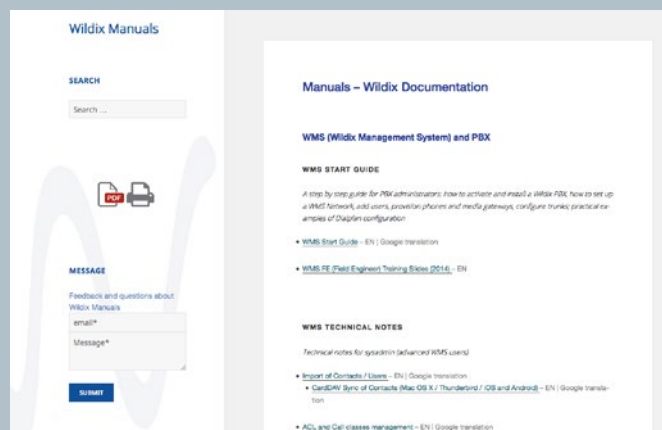 Wildix Manuals
SEARCH
Search ...
PDF
MESSAGE
Feedback and questions about
Wildix Manuals
email*
Message*
SUBMIT
Manuals – Wildix Documentation
WMS (Wildix Management System) and PBX
WMS START GUIDE
A step by step guide for PBX administrators: how to activate and install a Wildix PBX, how to set up
a WMS Network, add users, provision phones and media gateways, configure trunks; practical ex-
amples of Dialplan configuration
• WMS Start Guide – EN | Google translation
• WMS FE (Field Engineer) Training Slides (2014) – EN
WMS TECHNICAL NOTES
Technical notes for sysadmin (advanced WMS users)
• Import of Contacts / Users – EN | Google translation
• CardDAV Sync of Contacts (Mac OS X / Thunderbird / iOS and Android) – EN | Google transla-
tion
• ACL and Call classes management – EN | Google translation